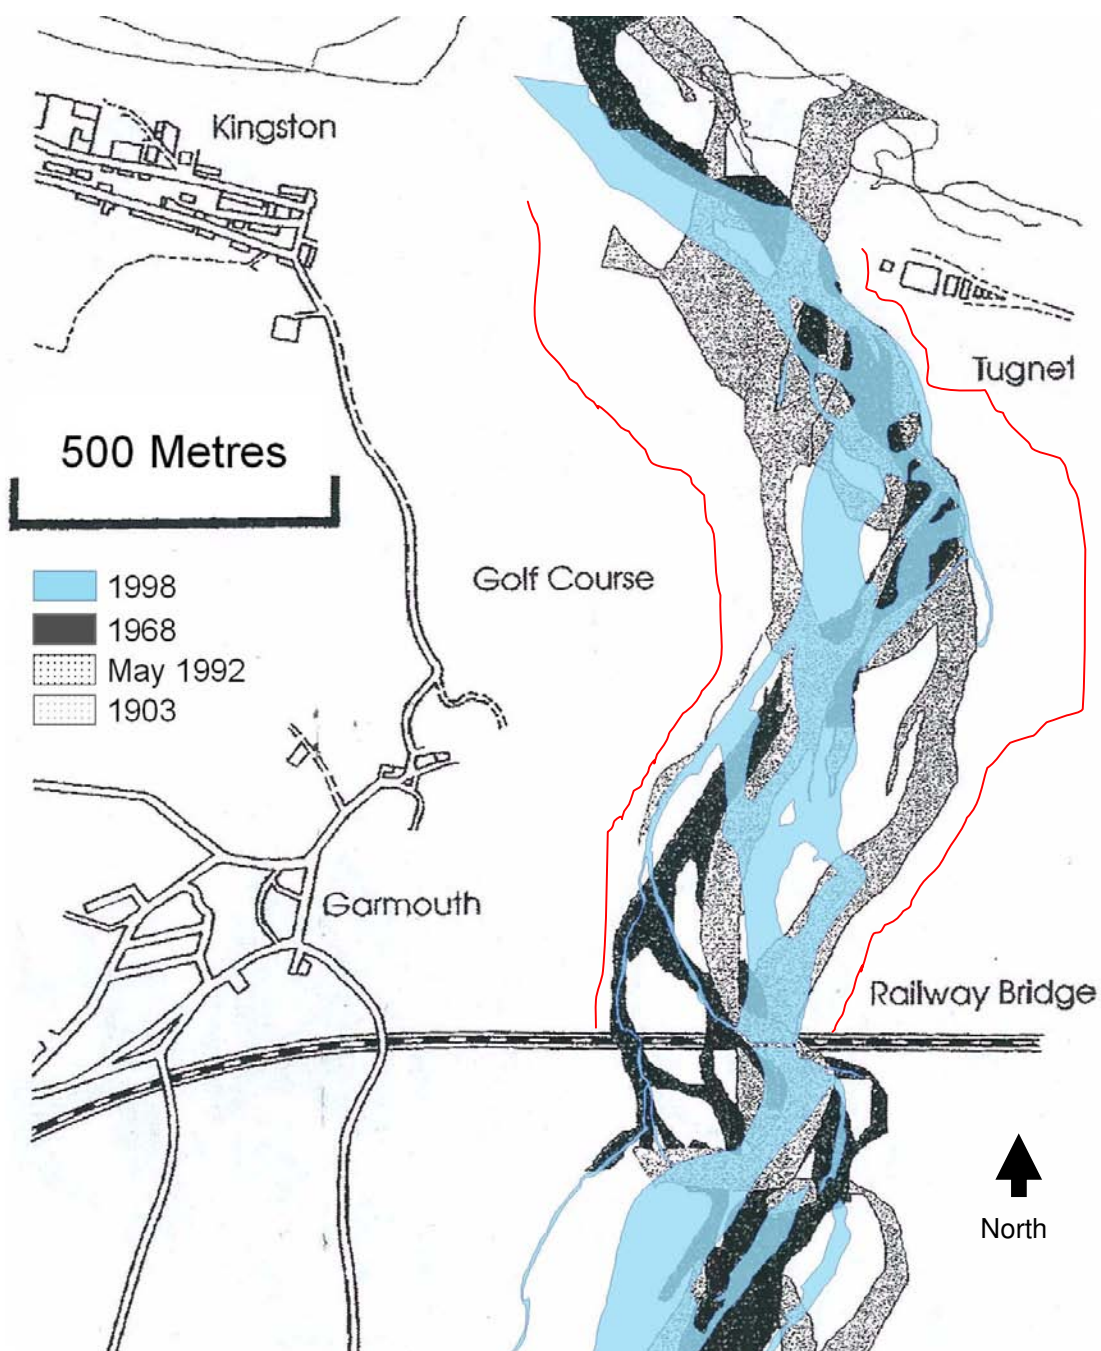 Kingston
Tugnet
500 Metres
Golf Course
1998
1968
May 1992
1903
Garmouth
Railway Bridge
North